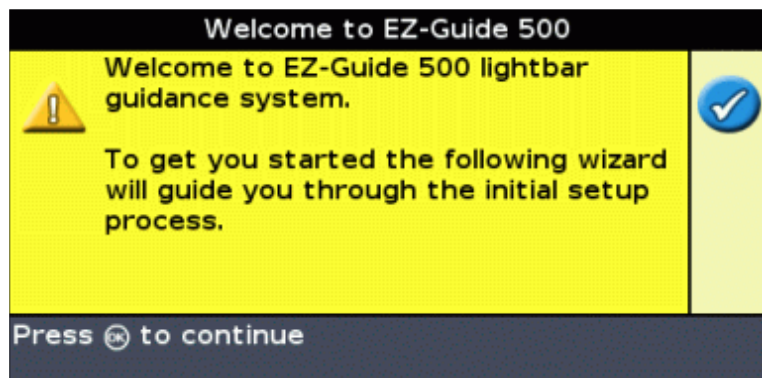 Welcome to EZ-Guide 500
Welcome to EZ-Guide 500 lightbar
guidance system.
To get you started the following wizard
will guide you through the initial setup
process.
Press OK to continue